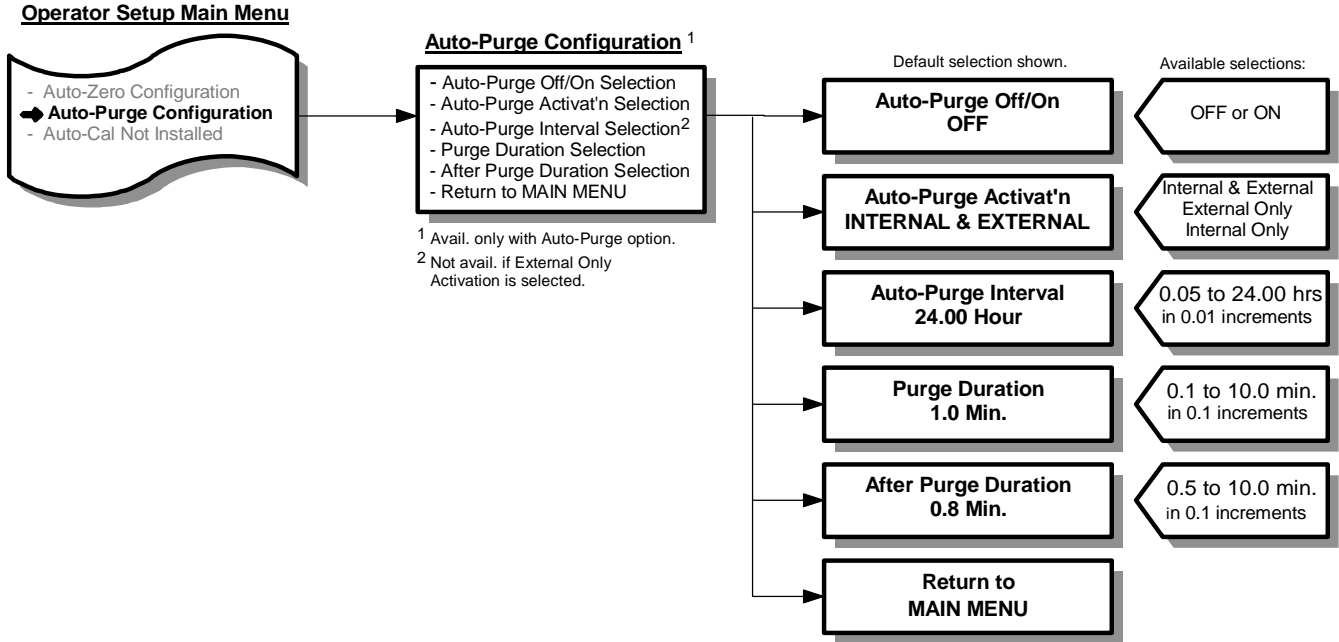 Operator Setup Main Menu
- Auto-Zero Configuration
Auto-Purge Configuration
- Auto-Cal Not Installed
Auto-Purge Configuration 1
- Auto-Purge Off/On Selection
- Auto-Purge Activat'n Selection
- Auto-Purge Interval Selection2
- Purge Duration Selection
- After Purge Duration Selection
- Return to MAIN MENU
1 Avail. only with Auto-Purge option.
2 Not avail. if External Only
Activation is selected.
Default selection shown.
Available selections:
Auto-Purge Off/On
OFF
OFF or ON
Auto-Purge Activat'n
INTERNAL & EXTERNAL
Internal & External
External Only
Internal Only
Auto-Purge Interval
24.00 Hour
0.05 to 24.00 hrs
in 0.01 increments
Purge Duration
1.0 Min.
0.1 to 10.0 min.
in 0.1 increments
After Purge Duration
0.8 Min.
0.5 to 10.0 min.
in 0.1 increments
Return to
MAIN MENU